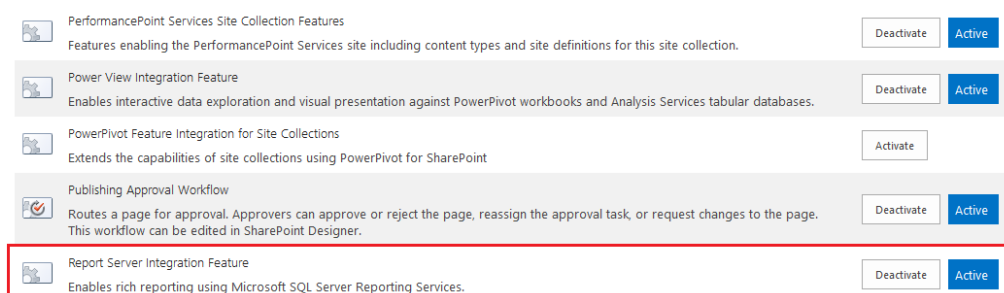 PerformancePoint Services Site Collection Features
Features enabling the PerformancePoint Services site including content types and site definitions for this site collection.
Deactivate Active
Power View Integration Feature
Enables interactive data exploration and visual presentation against PowerPivot workbooks and Analysis Services tabular databases.
Deactivate Active
PowerPivot Feature Integration for Site Collections
Extends the capabilities of site collections using PowerPivot for SharePoint
Activate
Publishing Approval Workflow
Routes a page for approval. Approvers can approve or reject the page, reassign the approval task, or request changes to the page.
This workflow can be edited in SharePoint Designer.
Deactivate Active
Report Server Integration Feature
Enables rich reporting using Microsoft SQL Server Reporting Services.
Deactivate Active